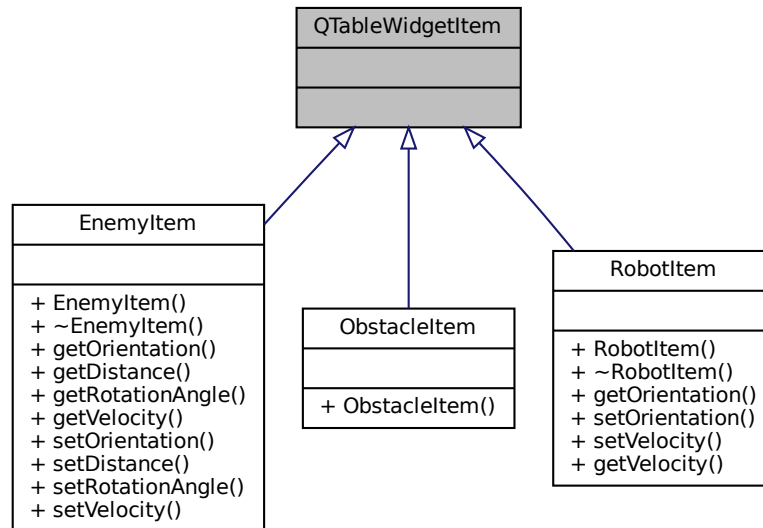 QTableWidgetItem
EnemyItem
+ EnemyItem()
+ ~EnemyItem()
+ getOrientation()
+ getDistance()
+ getRotationAngle()
+ getVelocity()
+ setOrientation()
+ setDistance()
+ setRotationAngle()
+ setVelocity()
ObstacleItem
+ ObstacleItem()
RobotItem
+ RobotItem()
+ ~RobotItem()
+ getOrientation()
+ setOrientation()
+ setVelocity()
+ getVelocity()